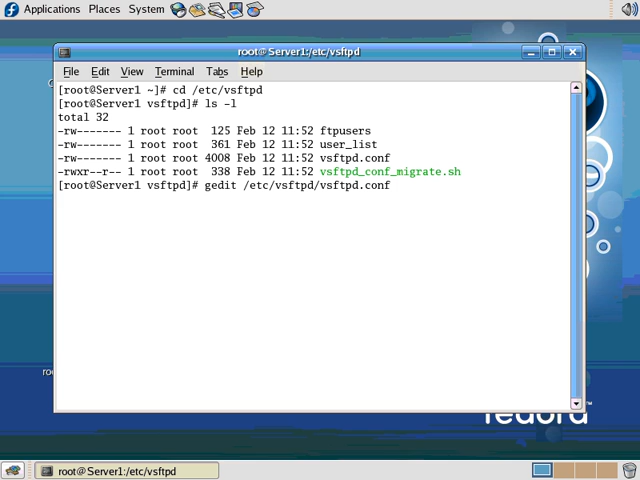 Applications Places System
root@Server1:/etc/vsftpd
File Edit View Terminal Tabs Help
[root@Server1 ~]# cd /etc/vsftpd
[root@Server1 vsftpd]# ls -l
total 32
-rw------- 1 root root  125 Feb 12 11:52 ftpusers
-rw------- 1 root root  361 Feb 12 11:52 user_list
-rw------- 1 root root 4008 Feb 12 11:52 vsftpd.conf
-rwxr--r-- 1 root root  338 Feb 12 11:52 vsftpd_conf_migrate.sh
[root@Server1 vsftpd]# gedit /etc/vsftpd/vsftpd.conf
fedora
root@Server1:/etc/vsftpd